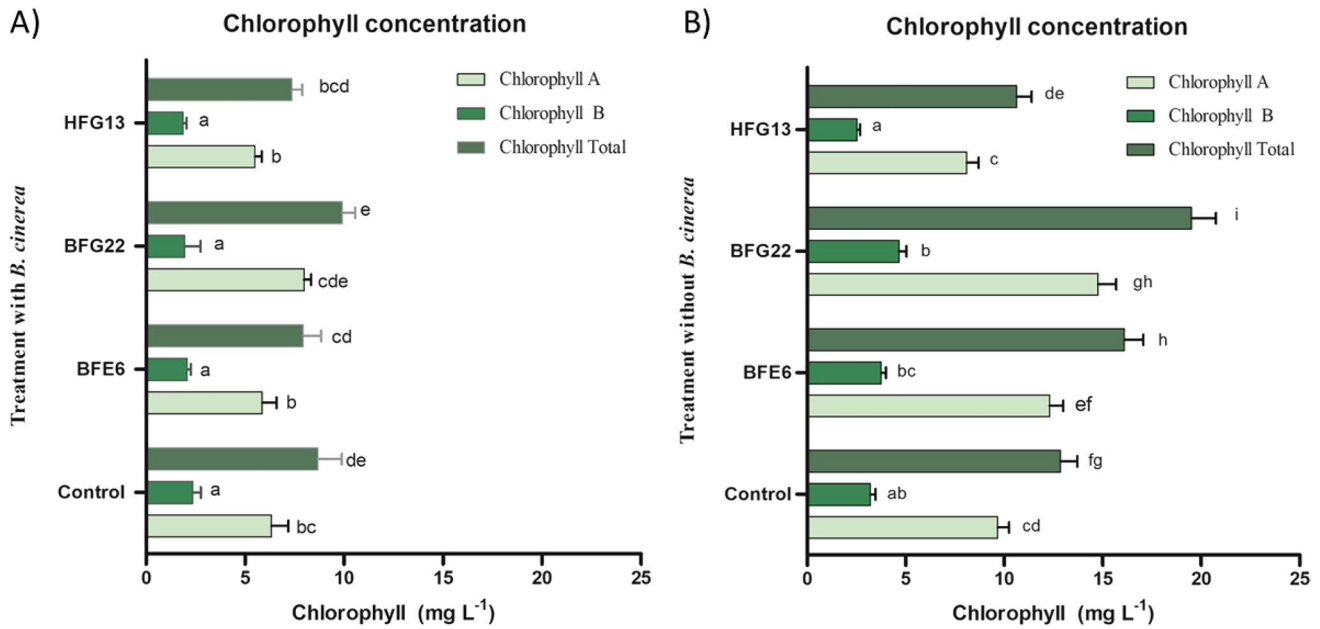 A)
Chlorophyll concentration
Chlorophyll A
Chlorophyll B
Chlorophyll Total
Treatment with B. cinerea
HFG13
bcd
a
b
BFG22
e
a
cde
BFE6
cd
a
b
Control
de
a
bc
0 5 10 15 20 25
Chlorophyll (mg L-1)
B)
Chlorophyll concentration
Chlorophyll A
Chlorophyll B
Chlorophyll Total
Treatment without B. cinerea
HFG13
de
a
c
BFG22
i
b
gh
BFE6
h
bc
ef
Control
fg
ab
cd
0 5 10 15 20 25
Chlorophyll (mg L-1)